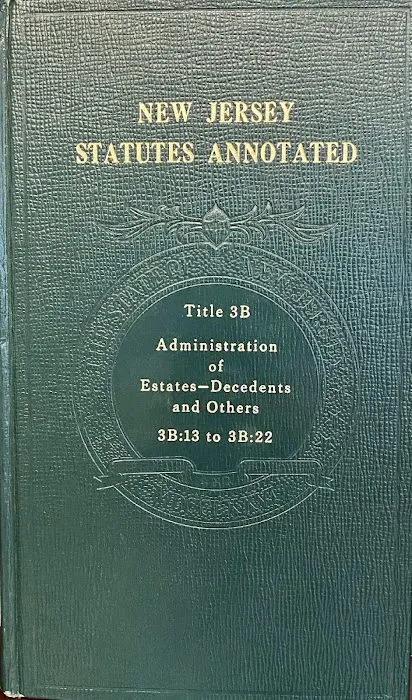 NEW JERSEY
STATUTES ANNOTATED
Title 3B
Administration
of
Estates—Decedents
and Others
3B:13 to 3B:22